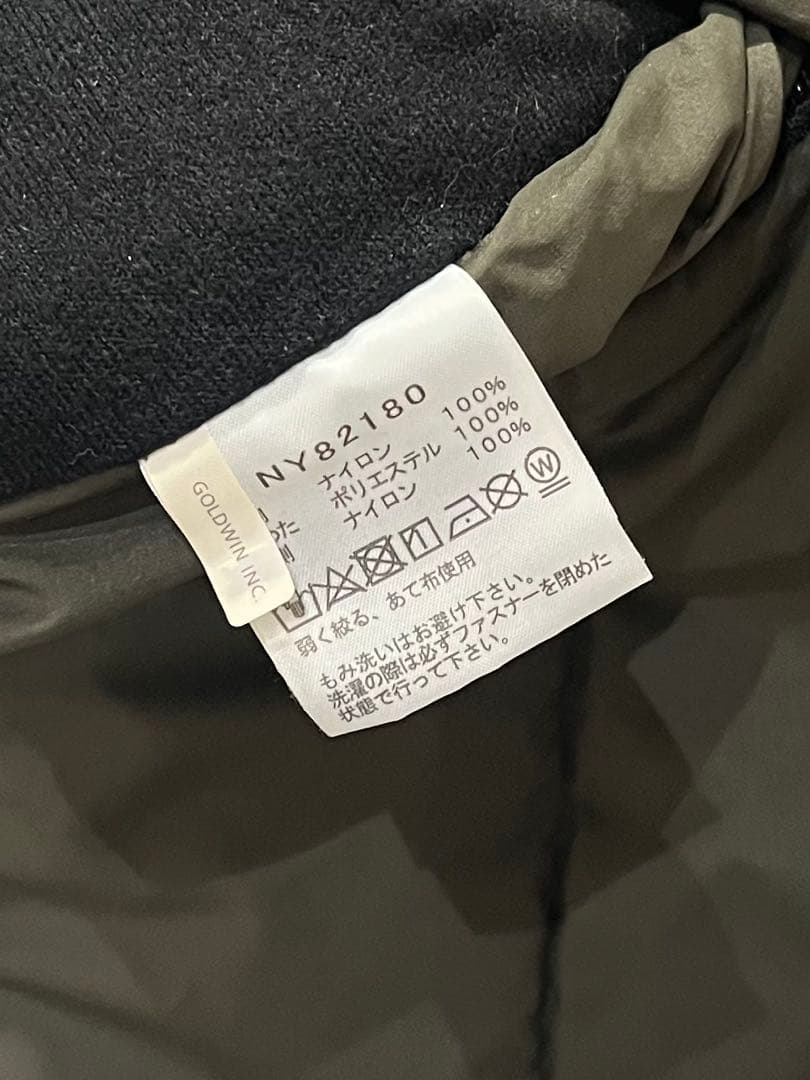 NY82180
ナイロン 100%
ポリエステル 100%
ナイロン 100%
GOLDWIN INC.
W
弱く絞る、あて布使用
もみ洗いはお避け下さい。
洗濯の際は必ずファスナーを閉めた
状態で行って下さい。